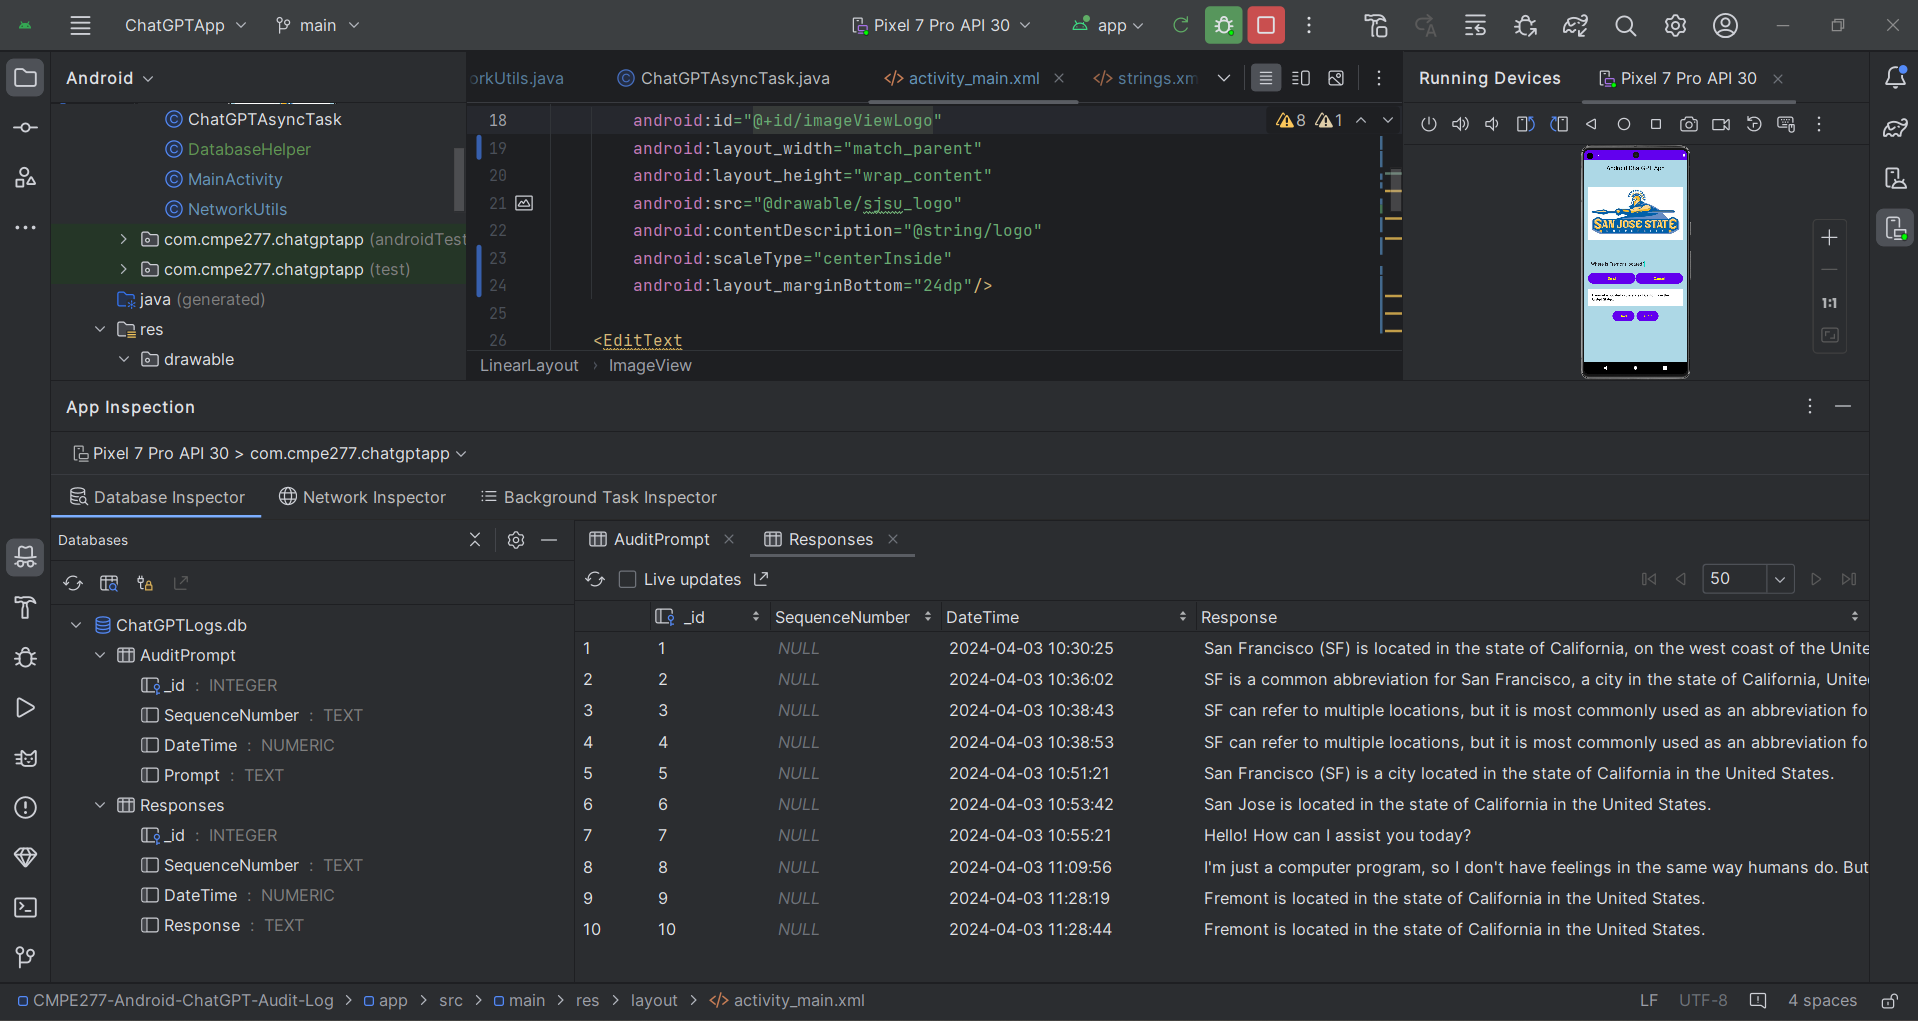 ChatGPTApp main Pixel 7 Pro API 30 app
Android
orkUtils.java ChatGPTAsyncTask.java activity_main.xml strings.xm
Running Devices Pixel 7 Pro API 30
ChatGPTAsyncTask
DatabaseHelper
MainActivity
NetworkUtils
com.cmpe277.chatgptapp (androidTest
com.cmpe277.chatgptapp (test)
java (generated)
res
drawable
18 android:id="@+id/imageViewLogo"
8 1
19 android:layout_width="match_parent"
20 android:layout_height="wrap_content"
21 android:src="@drawable/sjsu_logo"
22 android:contentDescription="@string/logo"
23 android:scaleType="centerInside"
24 android:layout_marginBottom="24dp"/>
25
26 <EditText
LinearLayout › ImageView
SAN JOSE STATE
1:1
App Inspection
Pixel 7 Pro API 30 > com.cmpe277.chatgptapp
Database Inspector Network Inspector Background Task Inspector
Databases
AuditPrompt Responses
Live updates 50
ChatGPTLogs.db
AuditPrompt
_id : INTEGER
SequenceNumber : TEXT
DateTime : NUMERIC
Prompt : TEXT
Responses
_id : INTEGER
SequenceNumber : TEXT
DateTime : NUMERIC
Response : TEXT
_id SequenceNumber DateTime Response
1 1 NULL 2024-04-03 10:30:25 San Francisco (SF) is located in the state of California, on the west coast of the Unite
2 2 NULL 2024-04-03 10:36:02 SF is a common abbreviation for San Francisco, a city in the state of California, Unite
3 3 NULL 2024-04-03 10:38:43 SF can refer to multiple locations, but it is most commonly used as an abbreviation fo
4 4 NULL 2024-04-03 10:38:53 SF can refer to multiple locations, but it is most commonly used as an abbreviation fo
5 5 NULL 2024-04-03 10:51:21 San Francisco (SF) is a city located in the state of California in the United States.
6 6 NULL 2024-04-03 10:53:42 San Jose is located in the state of California in the United States.
7 7 NULL 2024-04-03 10:55:21 Hello! How can I assist you today?
8 8 NULL 2024-04-03 11:09:56 I'm just a computer program, so I don't have feelings in the same way humans do. But
9 9 NULL 2024-04-03 11:28:19 Fremont is located in the state of California in the United States.
10 10 NULL 2024-04-03 11:28:44 Fremont is located in the state of California in the United States.
CMPE277-Android-ChatGPT-Audit-Log > app > src > main > res > layout > activity_main.xml
LF UTF-8 4 spaces